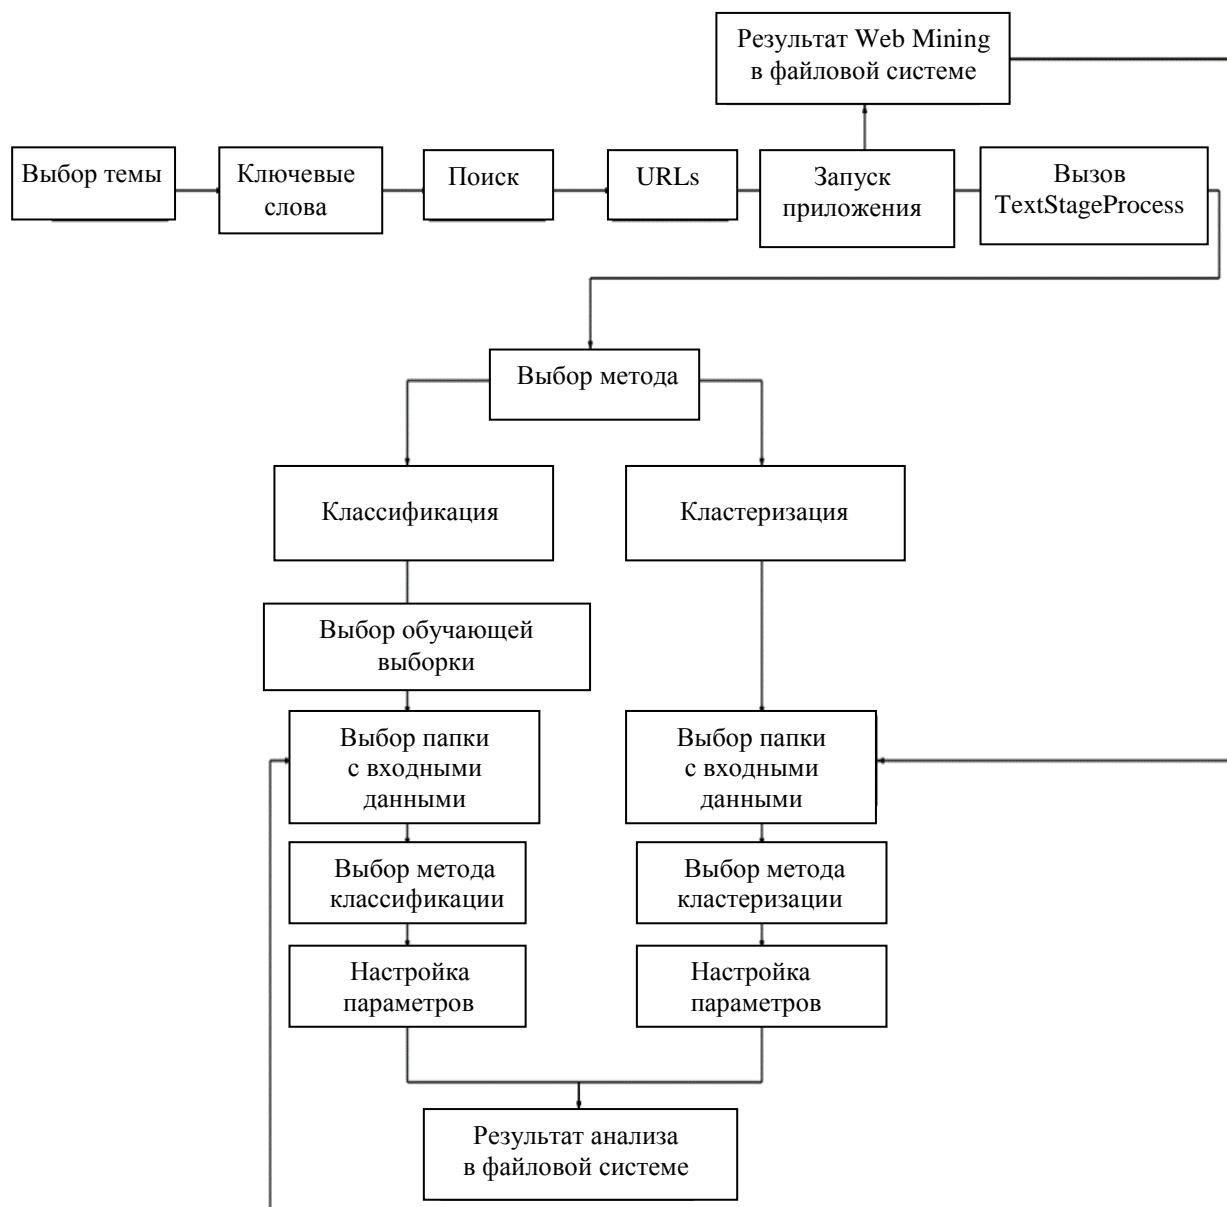 Результат Web Mining
в файловой системе
Выбор темы
Ключевые
слова
Поиск
URLs
Запуск
приложения
Вызов
TextStageProcess
Выбор метода
Классификация
Кластеризация
Выбор обучающей
выборки
Выбор папки
с входными
данными
Выбор папки
с входными
данными
Выбор метода
классификации
Выбор метода
кластеризации
Настройка
параметров
Настройка
параметров
Результат анализа
в файловой системе